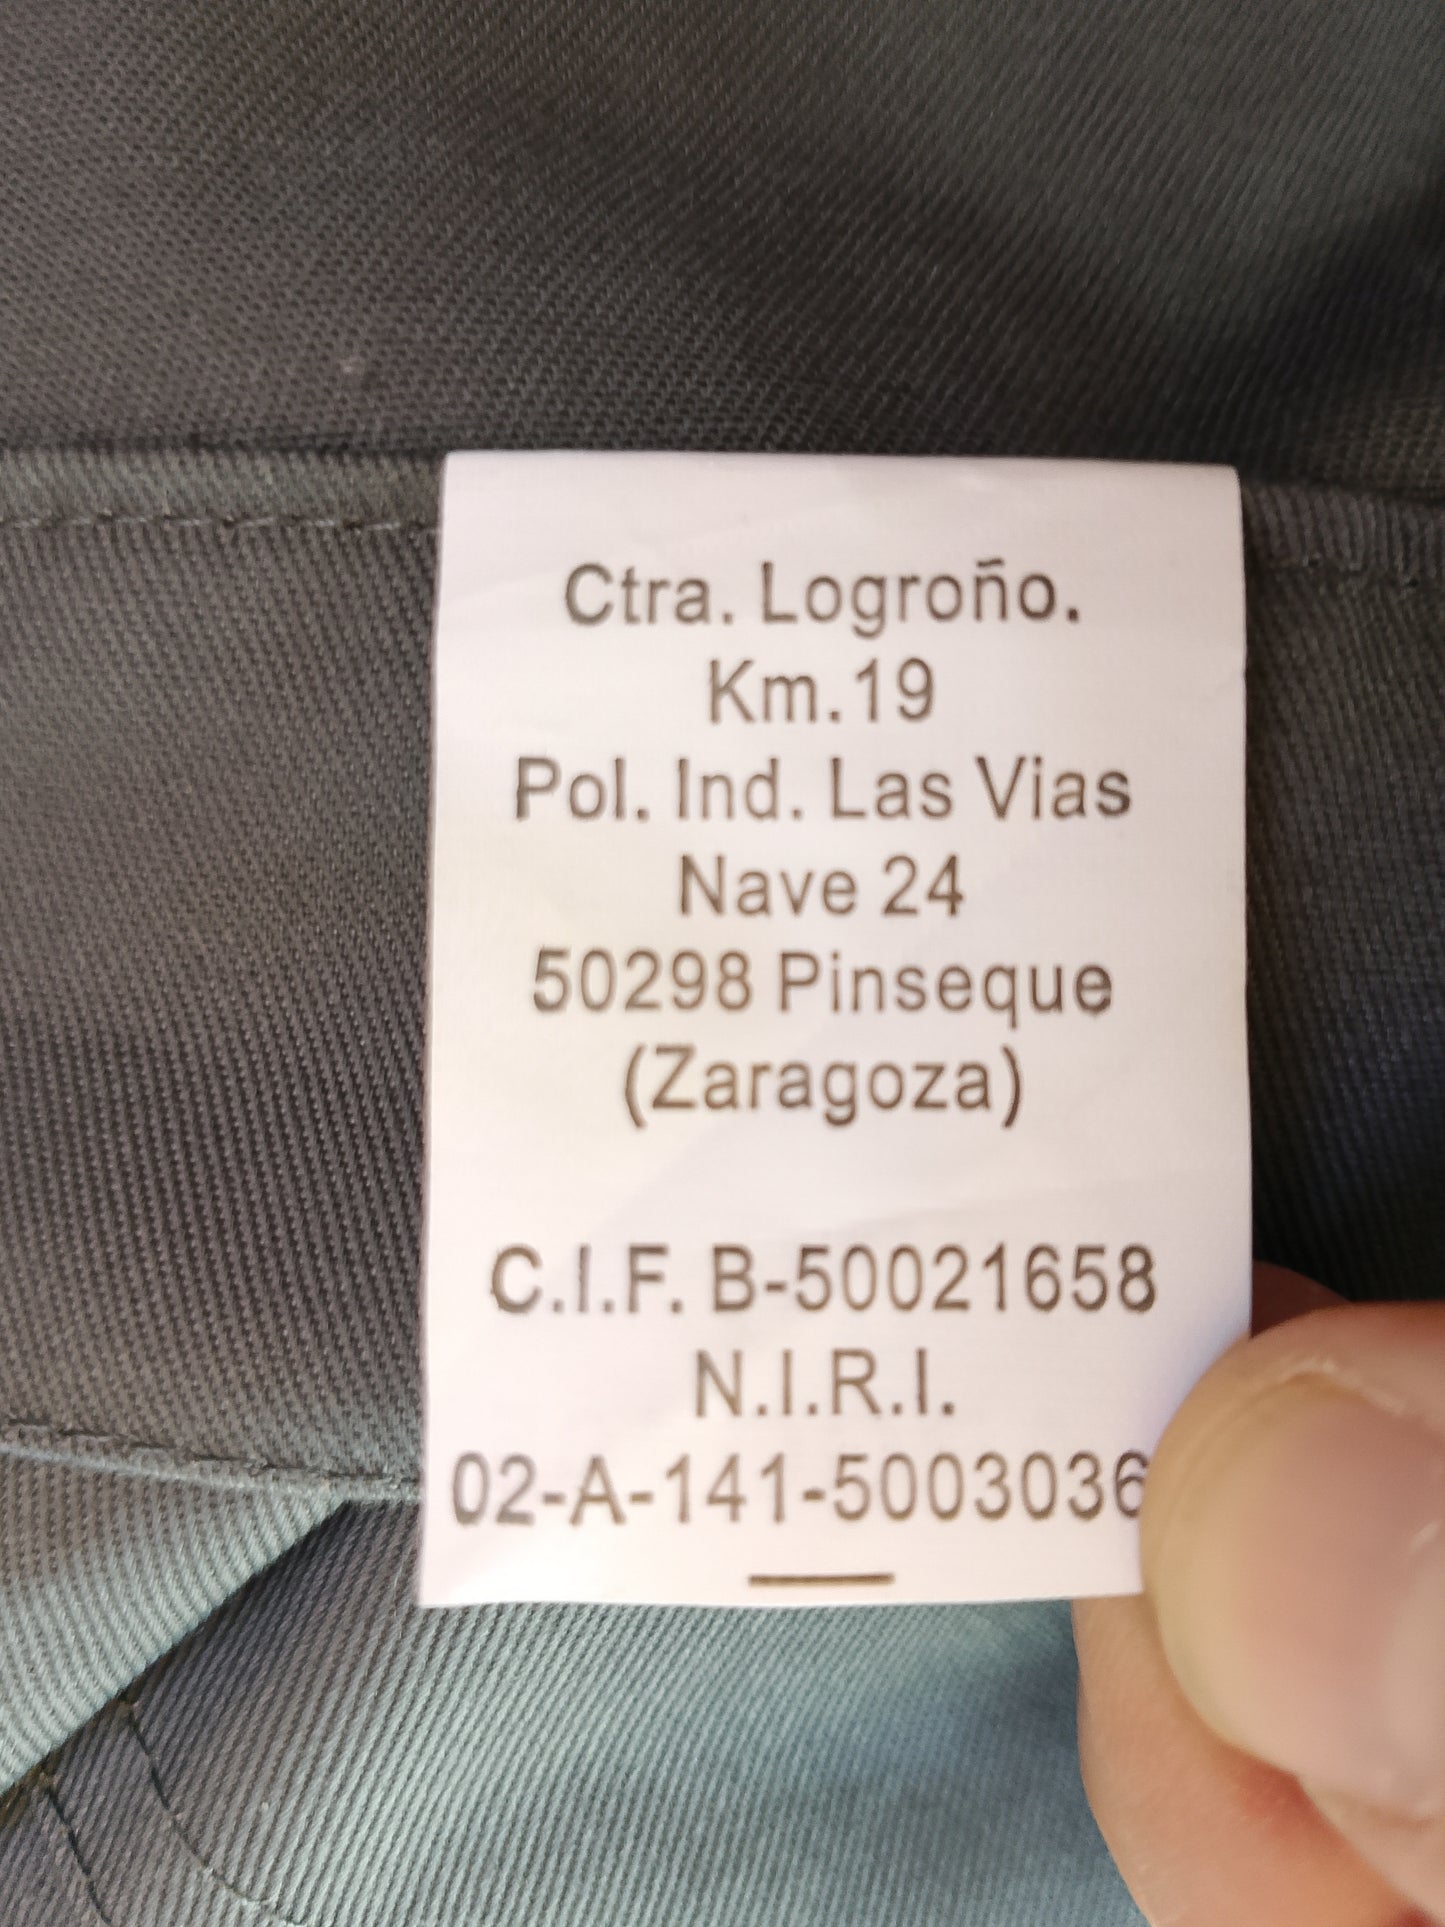 Ctra. Logroño.
Km.19
Pol. Ind. Las Vias
Nave 24
50298 Pinseque
(Zaragoza)
C.I.F. B-50021658
N.I.R.I.
02-A-141-5003036